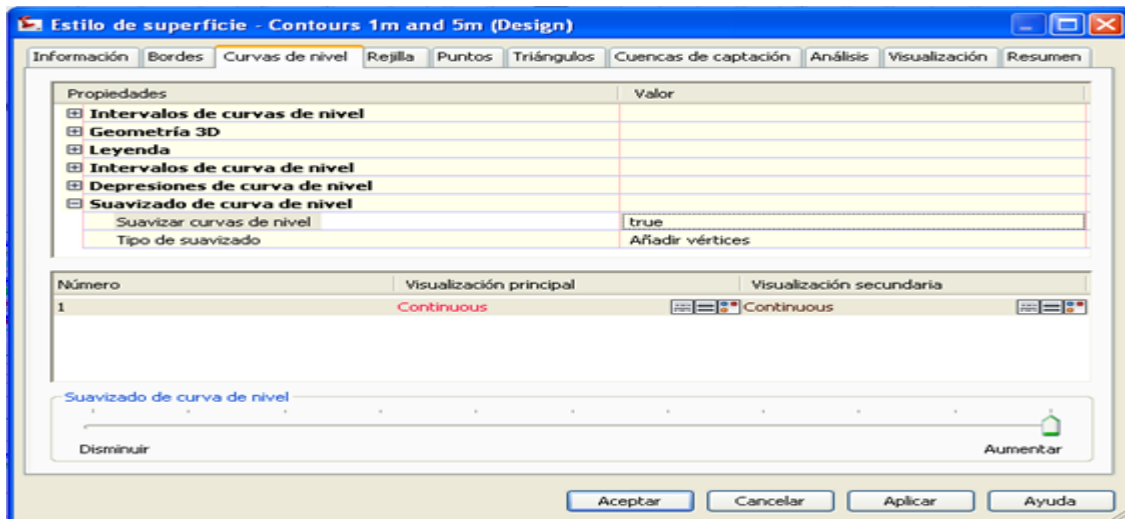 Estilo de superficie - Contours 1m and 5m (Design)
Información Bordes Curvas de nivel Rejilla Puntos Triángulos Cuencas de captación Análisis Visualización Resumen
Propiedades Valor
Intervalos de curvas de nivel
Geometría 3D
Leyenda
Intervalos de curva de nivel
Depresiones de curva de nivel
Suavizado de curva de nivel
Suavizar curvas de nivel true
Tipo de suavizado Añadir vértices
Número Visualización principal Visualización secundaria
1 Continuous Continuous
Suavizado de curva de nivel
Disminuir Aumentar
Aceptar Cancelar Aplicar Ayuda